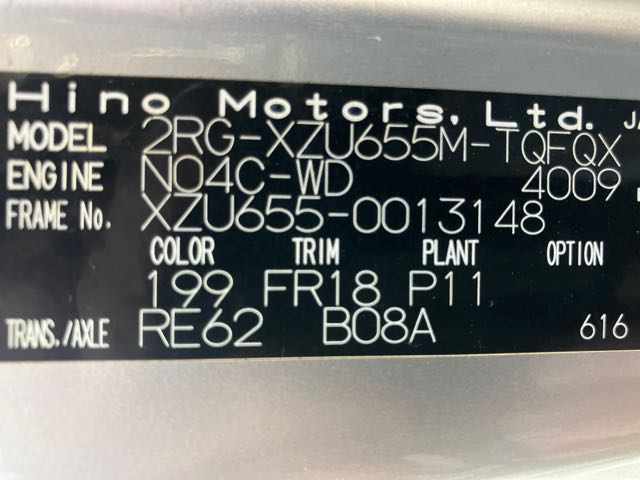 Hino Motors, Ltd. JA
MODEL 2RG-XZU655M-TQFQX
ENGINE N04C-WD 4009
FRAME No. XZU655-0013148
COLOR TRIM PLANT OPTION
199 FR18 P11
TRANS./AXLE RE62 B08A 616